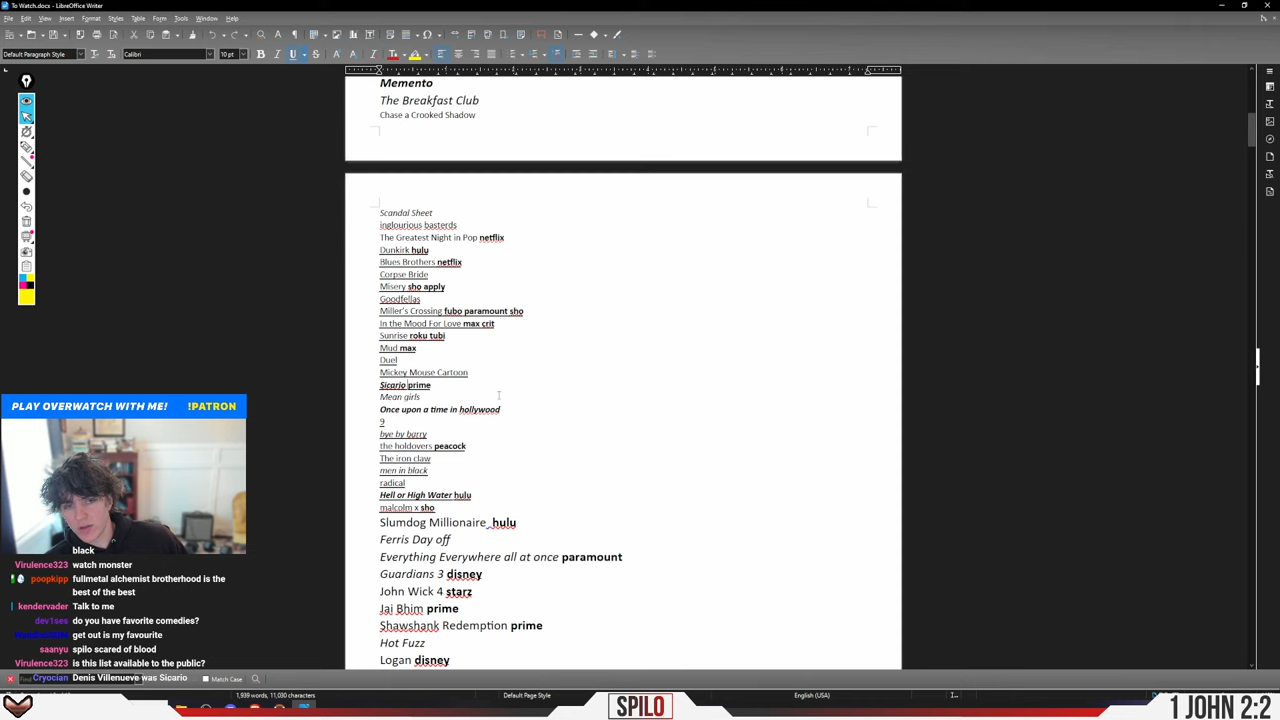 To Watch.docx - LibreOffice Writer
File Edit View Insert Format Styles Table Form Tools Window Help
Default Paragraph Style Calibri 10 pt
Memento
The Breakfast Club
Chase a Crooked Shadow
Scandal Sheet
inglourious basterds
The Greatest Night in Pop netflix
Dunkirk hulu
Blues Brothers netflix
Corpse Bride
Misery sho apply
Goodfellas
Miller's Crossing fubo paramount sho
In the Mood For Love max crit
Sunrise roku tubi
Mud max
Duel
Mickey Mouse Cartoon
Sicario prime
Mean girls
Once upon a time in hollywood
9
bye by barry
the holdovers peacock
The iron claw
men in black
radical
Hell or High Water hulu
malcolm x sho
Slumdog Millionaire hulu
Ferris Day off
Everything Everywhere all at once paramount
Guardians 3 disney
John Wick 4 starz
Jai Bhim prime
Shawshank Redemption prime
Hot Fuzz
Logan disney
PLAY OVERWATCH WITH ME! !PATRON
black
Virulence323 watch monster
poopkipp fullmetal alchemist brotherhood is the
best of the best
kendervader Talk to me
dev1ses do you have favorite comedies?
get out is my favourite
saanyu spilo scared of blood
Virulence323 is this list available to the public?
Cryocian Denis Villenueve was Sicario
Find Match Case
1,939 words, 11,030 characters Default Page Style English (USA)
SPILO
1 JOHN 2:2